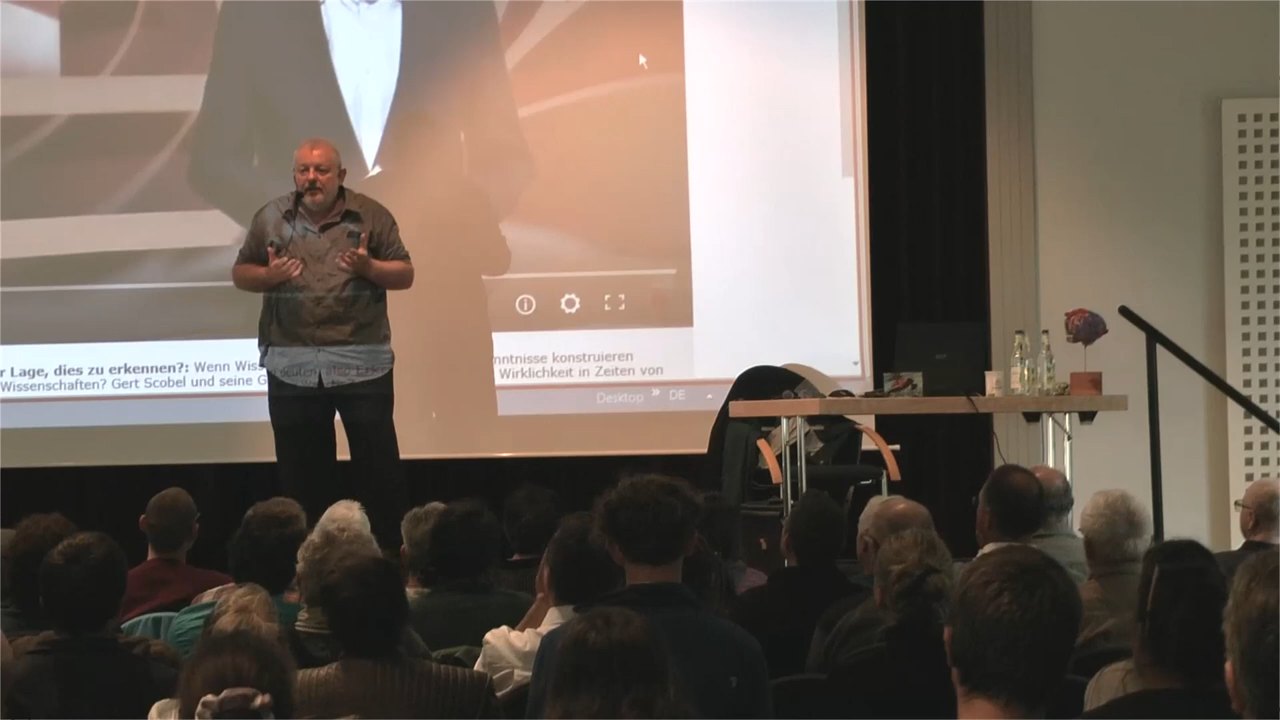 r Lage, dies zu erkennen?: Wenn Wiss nntnisse konstruieren
Wissenschaften? Gert Scobel und seine G Wirklichkeit in Zeiten von
Desktop » DE